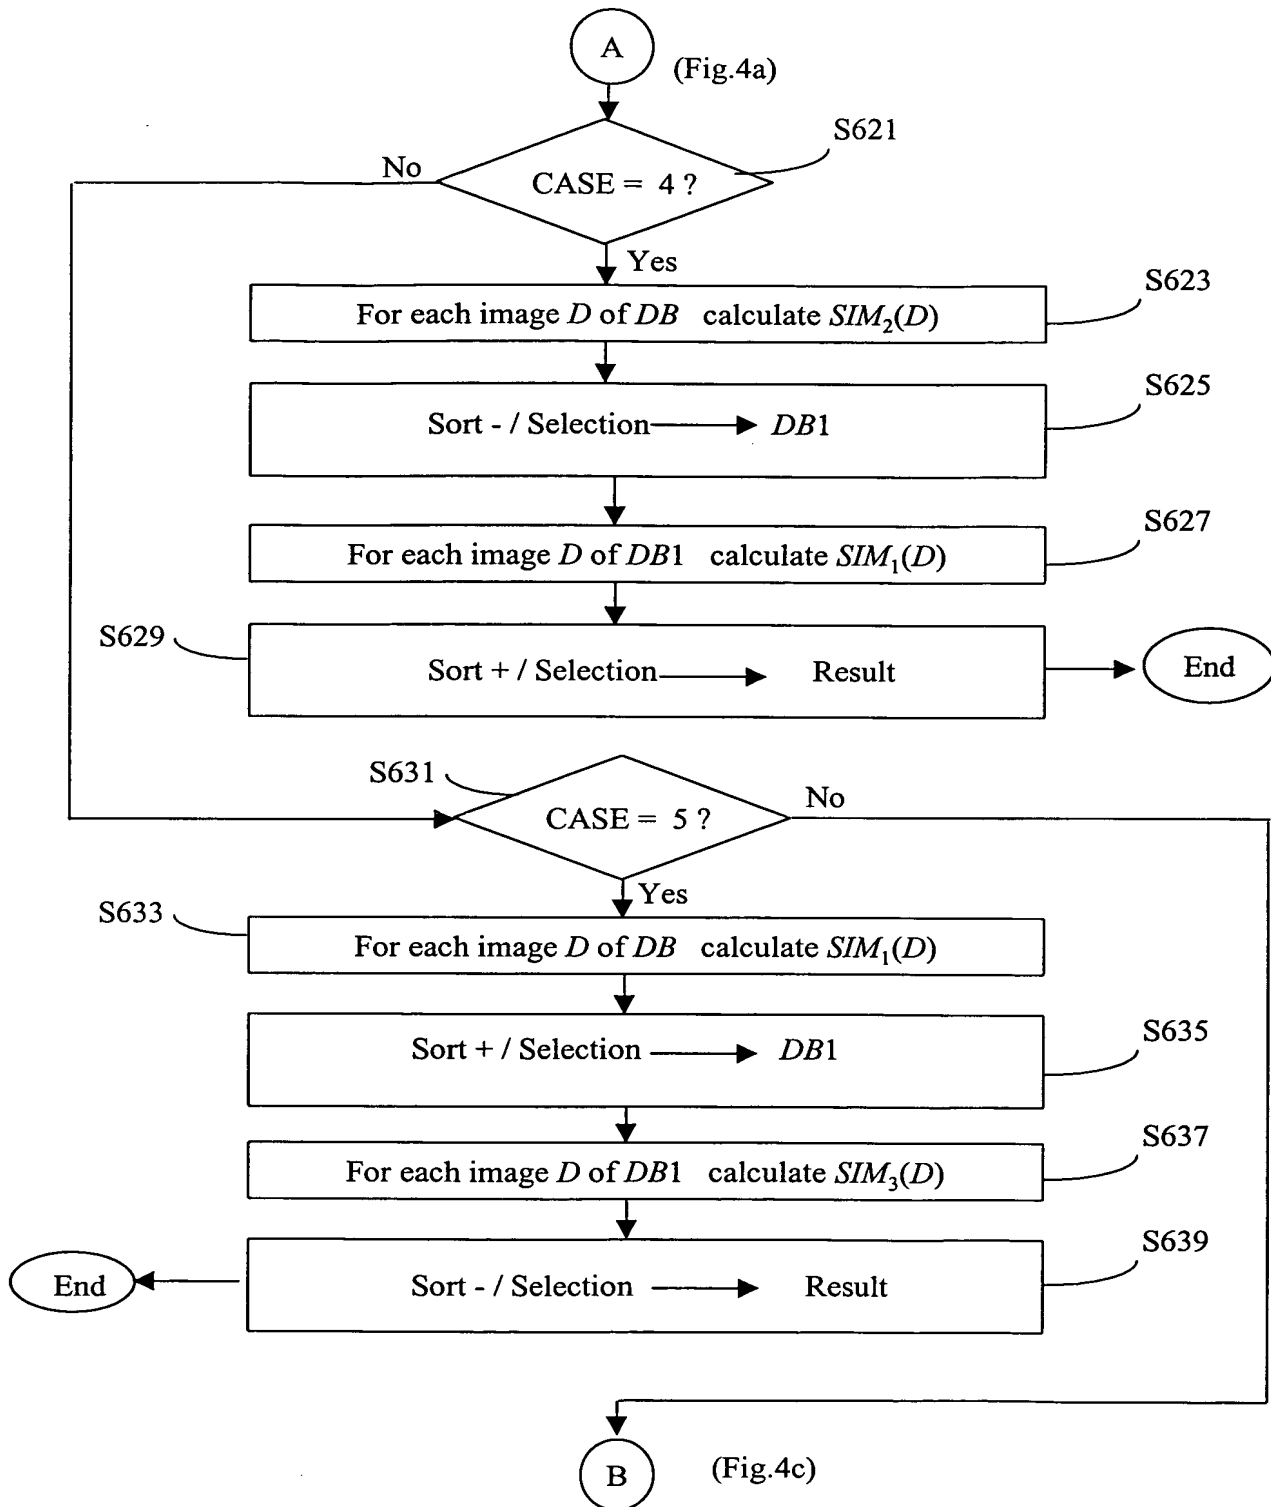 A
(Fig.4a)
S621
No
CASE = 4 ?
Yes
S623
For each image D of DB calculate SIM₂(D)
S625
Sort - / Selection DB1
S627
For each image D of DB1 calculate SIM₁(D)
S629
Sort + / Selection Result
End
S631
No
CASE = 5 ?
Yes
S633
For each image D of DB calculate SIM₁(D)
S635
Sort + / Selection DB1
S637
For each image D of DB1 calculate SIM₃(D)
S639
End
Sort - / Selection Result
B
(Fig.4c)